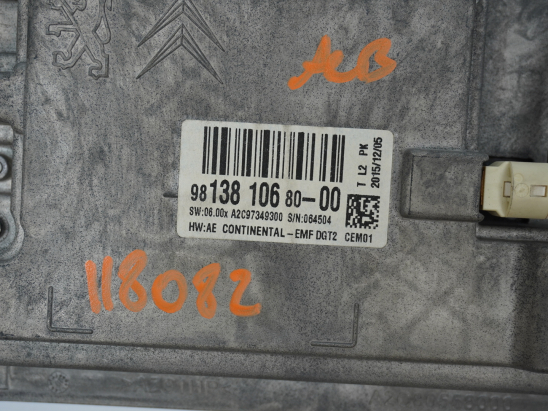 ACB
T L2 PK
2015/12/05
98 138 106 80-00
SW:06.00x A2C97349300 S/N:064504
HW:AE CONTINENTAL-EMF DGT2 CEM01
118082